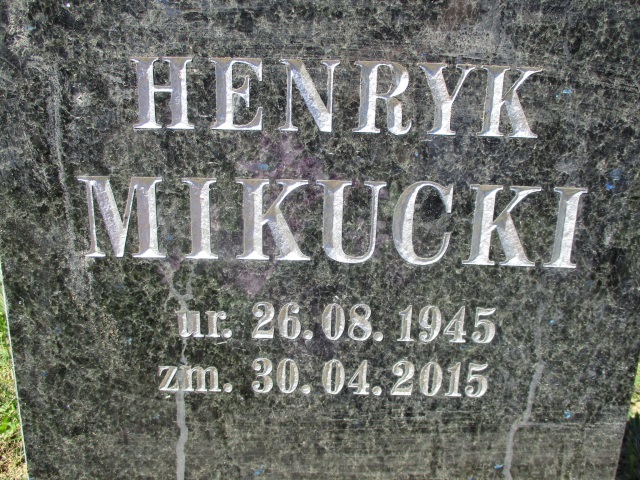 HENRYK
MIKUCKI
ur. 26.08.1945
zm. 30.04.2015